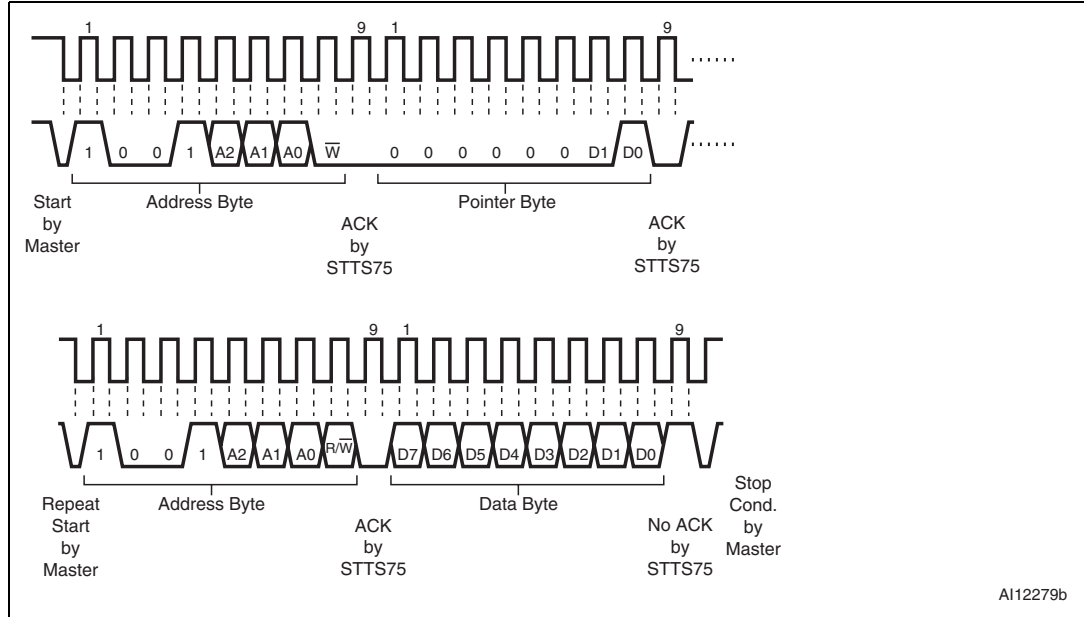 1 9 1 9
1 0 0 1 A2 A1 A0 W̅ 0 0 0 0 0 0 D1 D0
Start
by
Master
Address Byte
ACK
by
STTS75
Pointer Byte
ACK
by
STTS75
1 9 1 9
1 0 0 1 A2 A1 A0 R/W̅ D7 D6 D5 D4 D3 D2 D1 D0
Repeat
Start
by
Master
Address Byte
ACK
by
STTS75
Data Byte
No ACK
by
STTS75
Stop
Cond.
by
Master
AI12279b